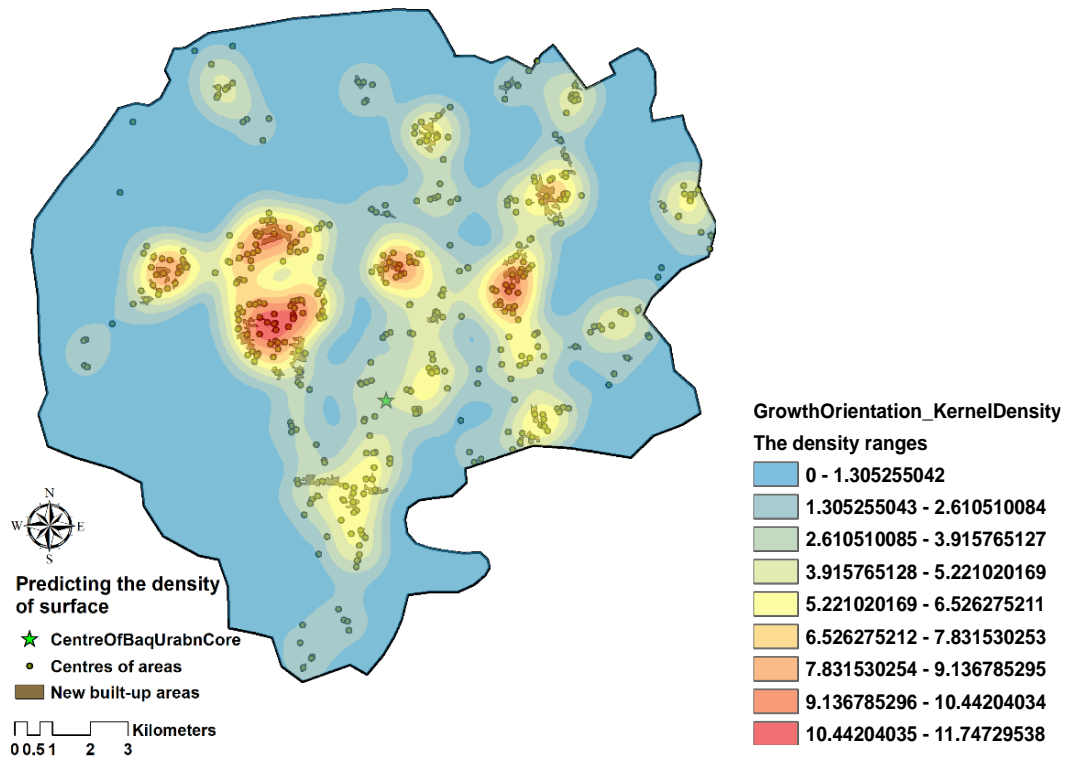 N
W E
S
Predicting the density
of surface
CentreOfBaqUrabnCore
Centres of areas
New built-up areas
Kilometers
0 0.5 1 2 3
GrowthOrientation_KernelDensity
The density ranges
0 - 1.305255042
1.305255043 - 2.610510084
2.610510085 - 3.915765127
3.915765128 - 5.221020169
5.221020169 - 6.526275211
6.526275212 - 7.831530253
7.831530254 - 9.136785295
9.136785296 - 10.44204034
10.44204035 - 11.74729538